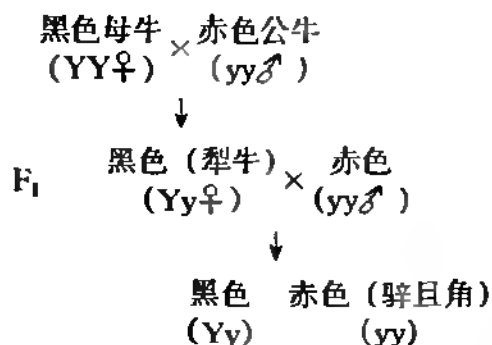 黑色母牛 × 赤色公牛
(YY♀) (yy♂)
↓
F₁ 黑色(犁牛) × 赤色
(Yy♀) (yy♂)
↓
黑色 赤色(骍且角)
(Yy) (yy)